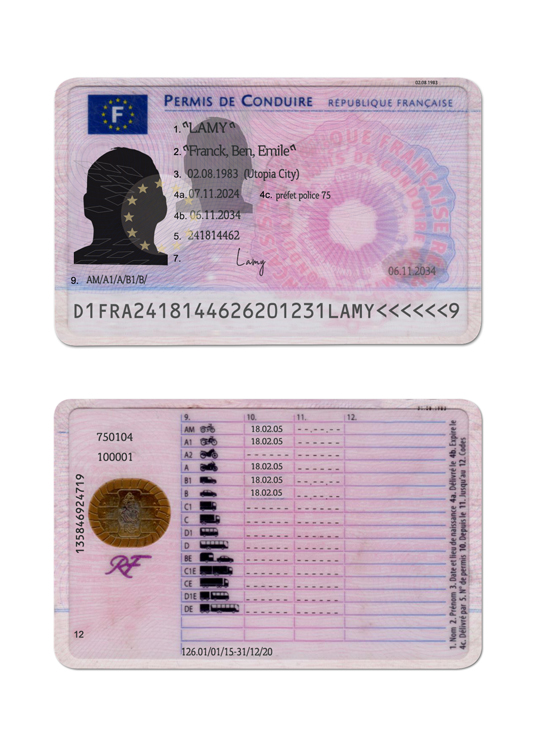 02.08.1983
F
PERMIS DE CONDUIRE RÉPUBLIQUE FRANÇAISE
1. "LAMY"
2. "Franck, Ben, Emile"
3. 02.08.1983 (Utopia City)
4a. 07.11.2024 4c. préfet police 75
4b. 06.11.2034
5. 241814462
7. Lamy
06.11.2034
9. AM/A1/A/B1/B/
D1FRA2418144626201231LAMY<<<<<<9
9. 10. 11. 12.
750104
100001
135846924719
RF
12
AM 18.02.05 --.--.--
A1 18.02.05
A2
A 18.02.05
B1 18.02.05
B 18.02.05
C1
C
D1
D
BE
C1E
CE
D1E
DE
126.01/01/15-31/12/20
1. Nom 2. Prénom 3. Date et lieu de naissance 4a. Délivré le 4b. Expire le
4c. Délivré par 5. N° de permis 10. Depuis le 11. Jusqu'au 12. Codes